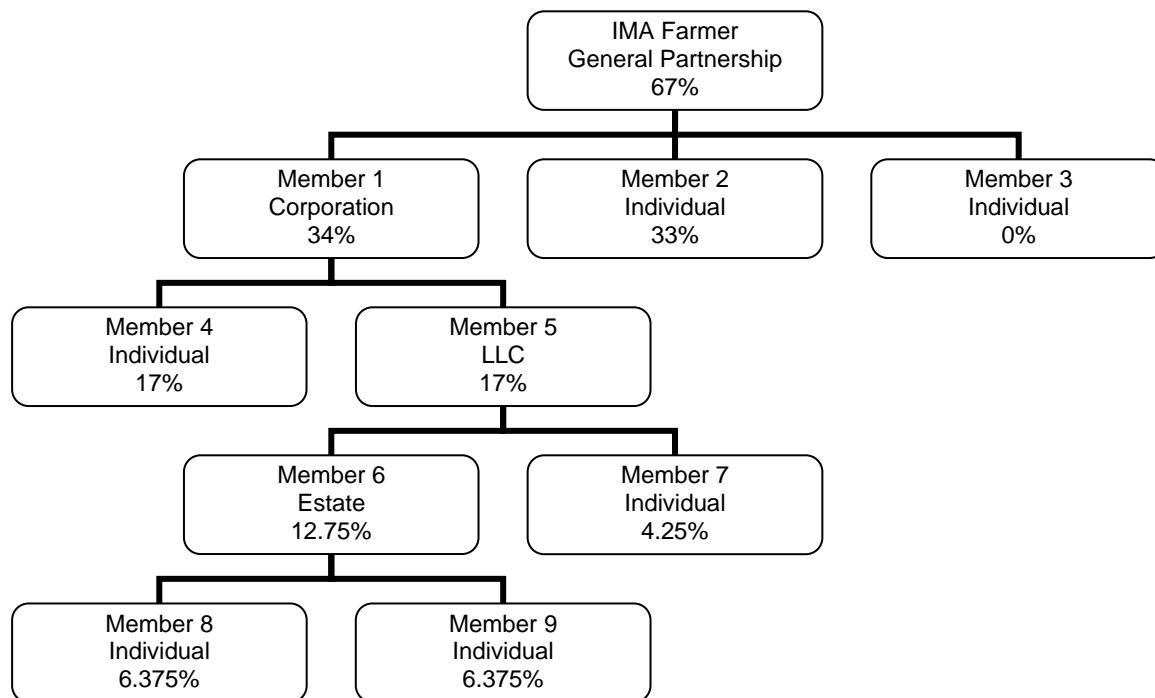 IMA Farmer
General Partnership
67%
Member 1
Corporation
34%
Member 2
Individual
33%
Member 3
Individual
0%
Member 4
Individual
17%
Member 5
LLC
17%
Member 6
Estate
12.75%
Member 7
Individual
4.25%
Member 8
Individual
6.375%
Member 9
Individual
6.375%